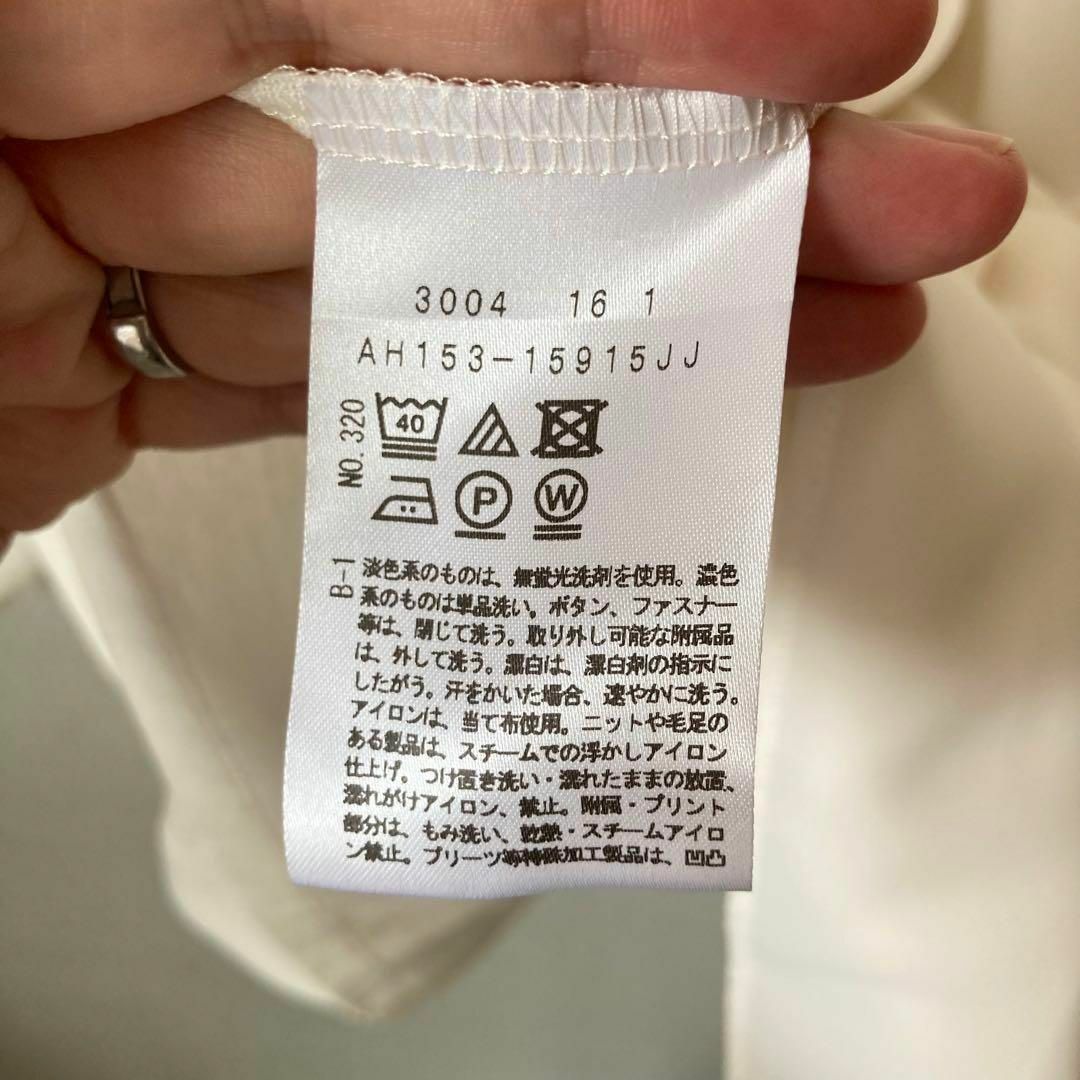 3004 16 1
AH153-15915JJ
NO. 320
40
P
W
B-1
淡色系のものは、無蛍光洗剤を使用。濃色
系のものは単品洗い。ボタン、ファスナー
等は、閉じて洗う。取り外し可能な附属品
は、外して洗う。漂白は、漂白剤の指示に
したがう。汗をかいた場合、速やかに洗う。
アイロンは、当て布使用。ニットや毛足の
ある製品は、スチームでの浮かしアイロン
仕上げ。つけ置き洗い・濡れたままの放置、
濡れがけアイロン、禁止。附属・プリント
部分は、もみ洗い、乾熱・スチームアイロ
ン禁止。プリーツ等特殊加工製品は、凹凸